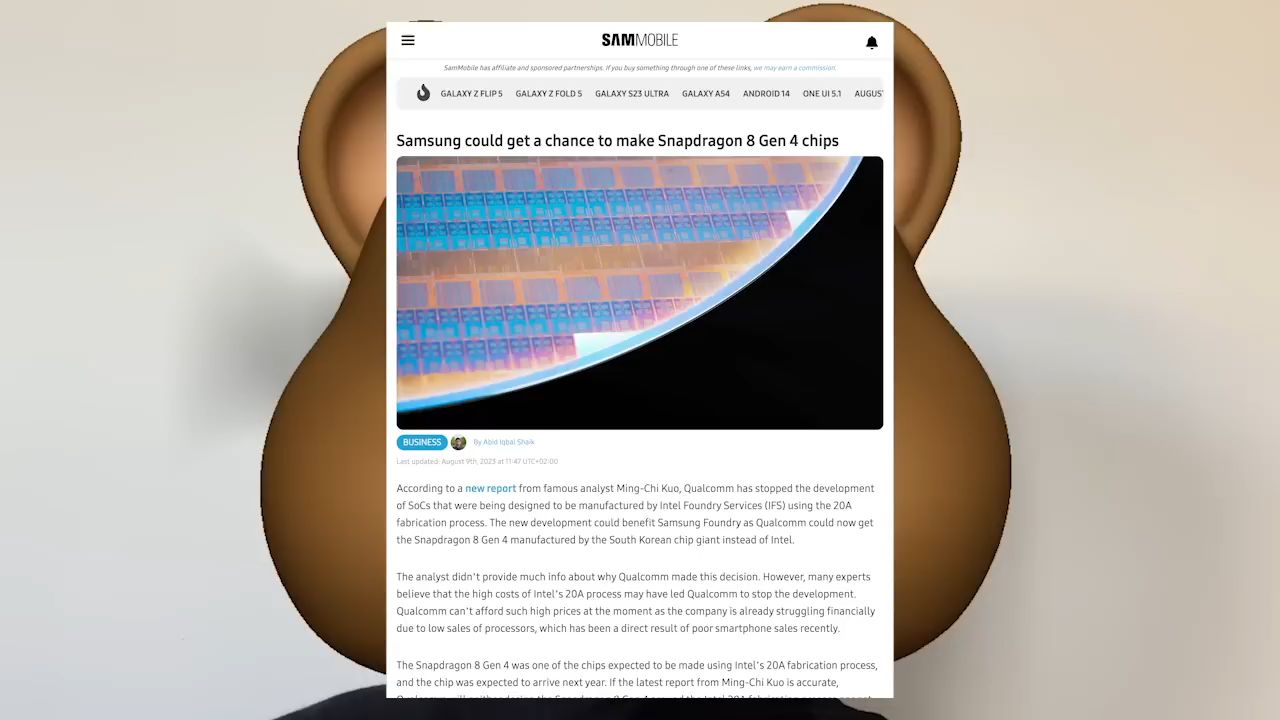 SAMMOBILE
SamMobile has affiliate and sponsored partnerships. If you buy something through one of these links, we may earn a commission.
GALAXY Z FLIP 5 GALAXY Z FOLD 5 GALAXY S23 ULTRA GALAXY A54 ANDROID 14 ONE UI 5.1 AUGUS
Samsung could get a chance to make Snapdragon 8 Gen 4 chips
BUSINESS By Abid Iqbal Shaik
Last updated: August 9th, 2023 at 11:47 UTC+02:00
According to a new report from famous analyst Ming-Chi Kuo, Qualcomm has stopped the development
of SoCs that were being designed to be manufactured by Intel Foundry Services (IFS) using the 20A
fabrication process. The new development could benefit Samsung Foundry as Qualcomm could now get
the Snapdragon 8 Gen 4 manufactured by the South Korean chip giant instead of Intel.
The analyst didn't provide much info about why Qualcomm made this decision. However, many experts
believe that the high costs of Intel's 20A process may have led Qualcomm to stop the development.
Qualcomm can't afford such high prices at the moment as the company is already struggling financially
due to low sales of processors, which has been a direct result of poor smartphone sales recently.
The Snapdragon 8 Gen 4 was one of the chips expected to be made using Intel's 20A fabrication process,
and the chip was expected to arrive next year. If the latest report from Ming-Chi Kuo is accurate,